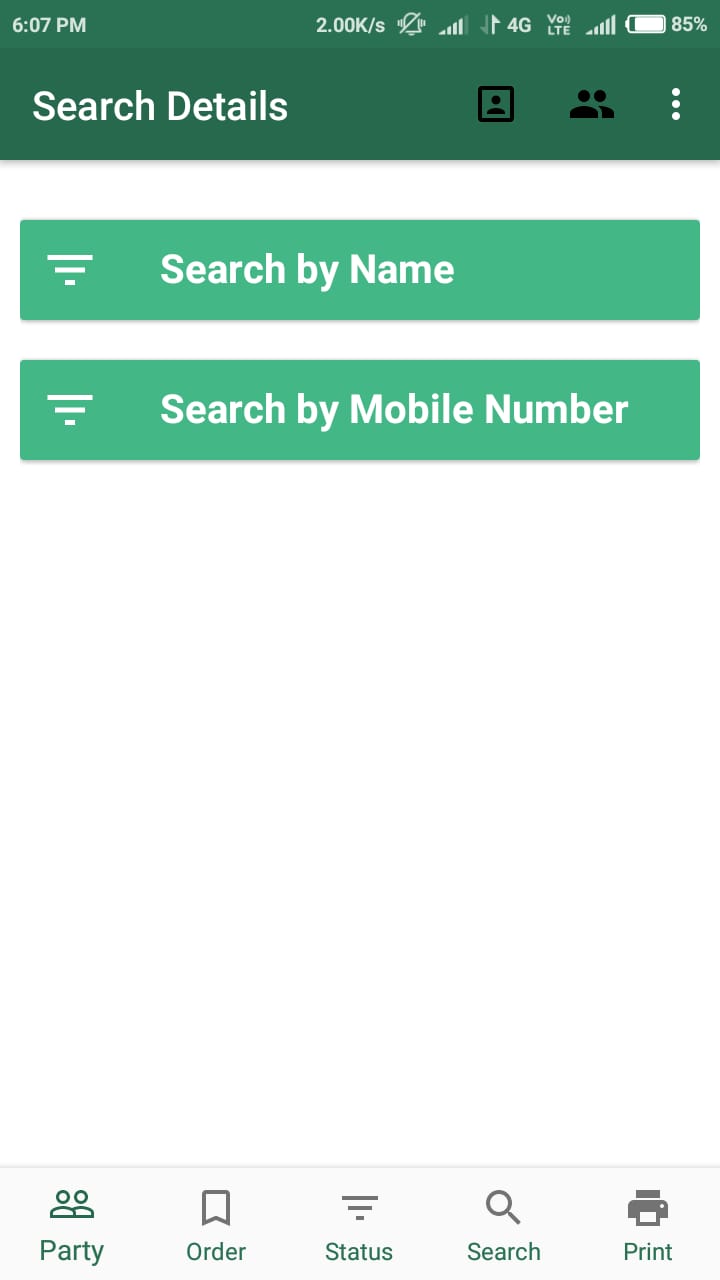 6:07 PM 2.00K/s 4G Vo)) LTE 85%
Search Details
Search by Name
Search by Mobile Number
Party Order Status Search Print